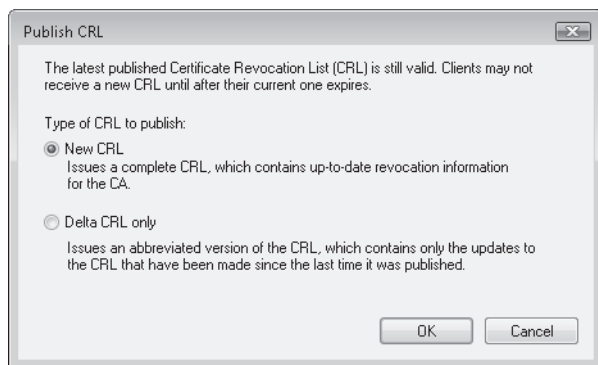 Publish CRL
The latest published Certificate Revocation List (CRL) is still valid. Clients may not
receive a new CRL until after their current one expires.
Type of CRL to publish:
New CRL
Issues a complete CRL, which contains up-to-date revocation information
for the CA.
Delta CRL only
Issues an abbreviated version of the CRL, which contains only the updates to
the CRL that have been made since the last time it was published.
OK
Cancel